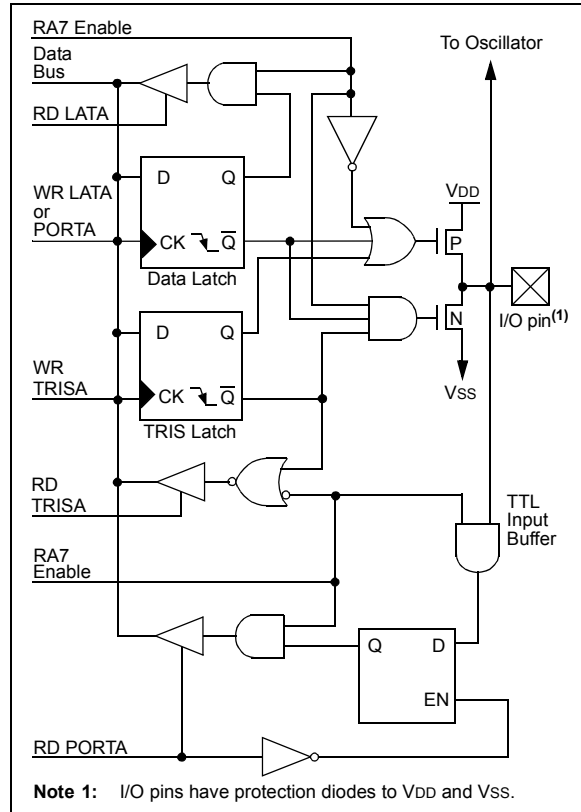 RA7 Enable
Data
Bus
To Oscillator
RD LATA
D Q
VDD
WR LATA
or
PORTA
CK Q
P
Data Latch
I/O pin(1)
D Q
N
WR
TRISA
CK Q
VSS
TRIS Latch
RD
TRISA
TTL
Input
Buffer
RA7
Enable
Q D
EN
RD PORTA
Note 1: I/O pins have protection diodes to VDD and VSS.